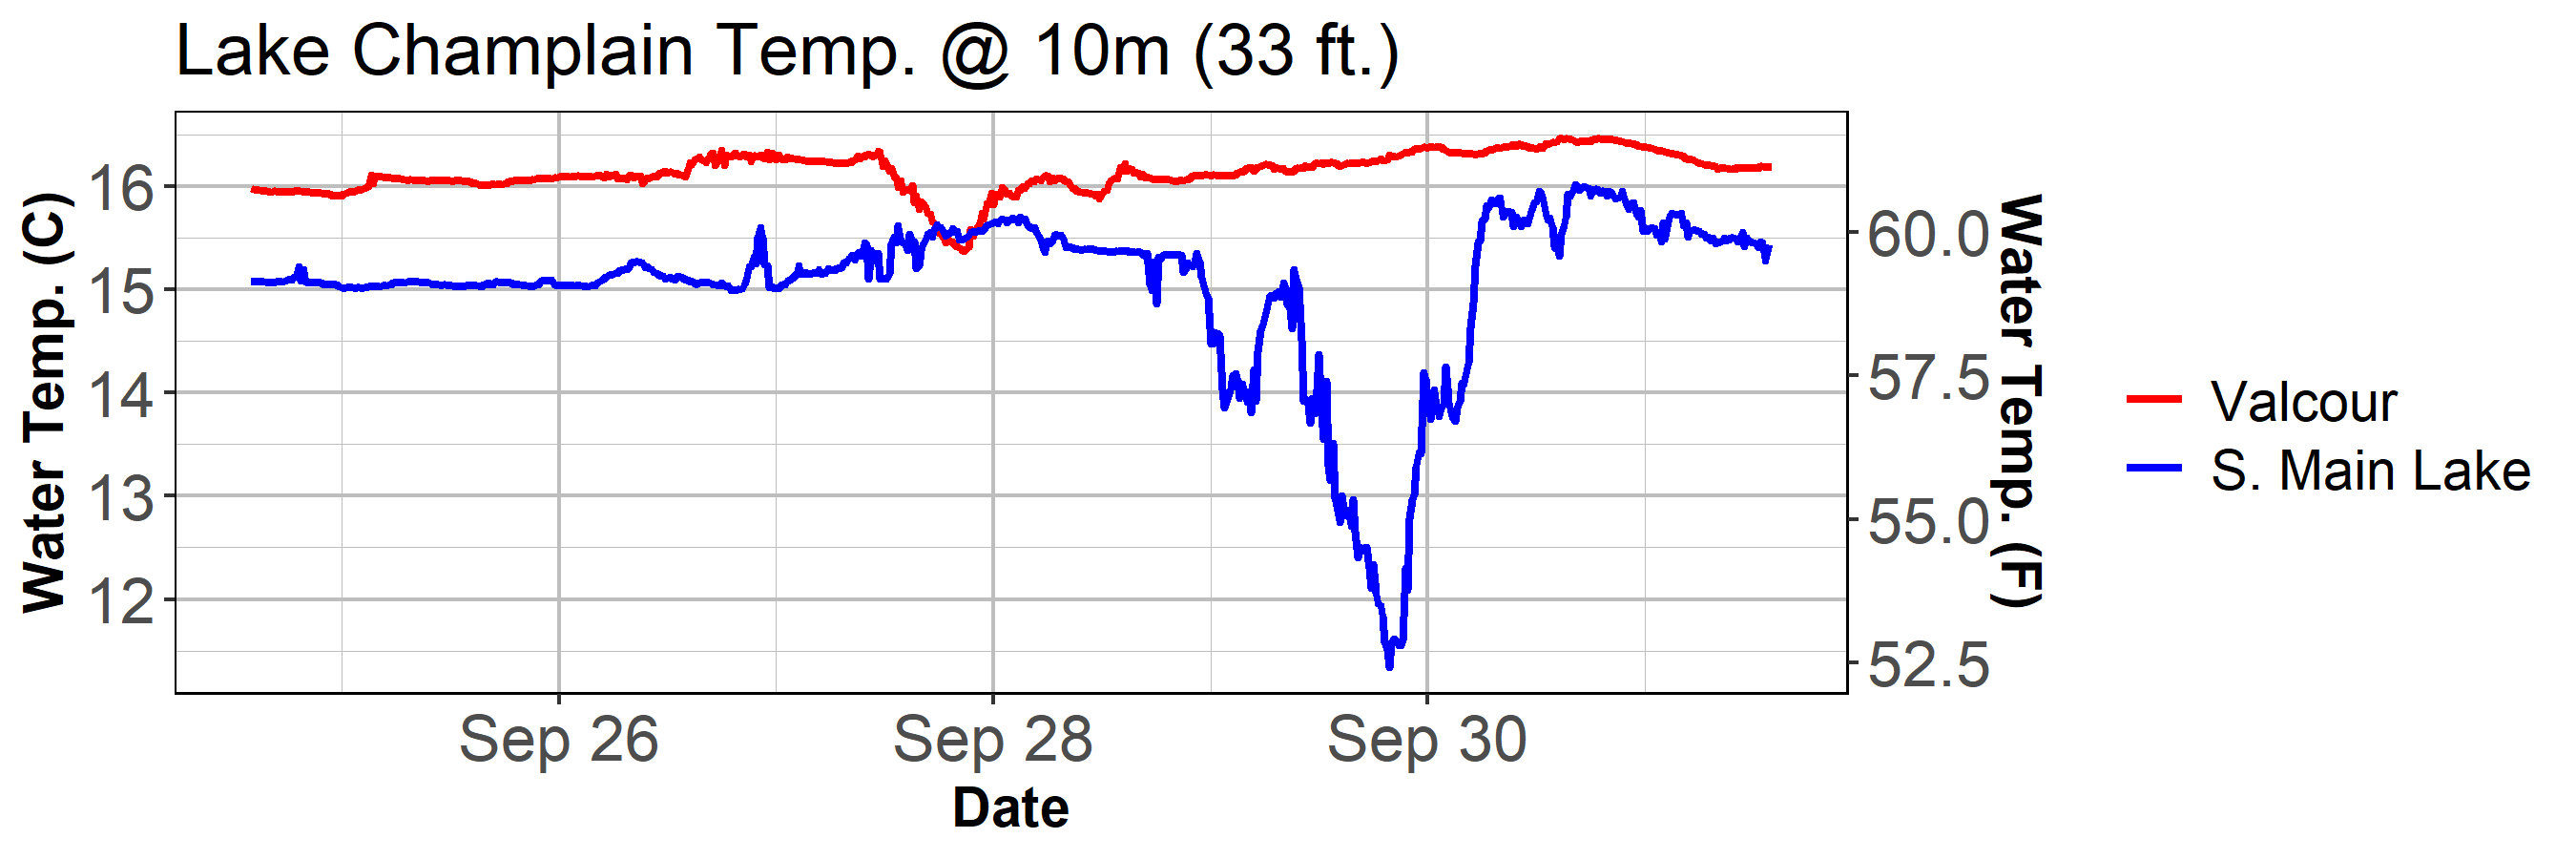 Lake Champlain Temp. @ 10m (33 ft.)
Water Temp. (C)
16
15
14
13
12
60.0
57.5
55.0
52.5
Water Temp. (F)
Valcour
S. Main Lake
Sep 26
Sep 28
Sep 30
Date